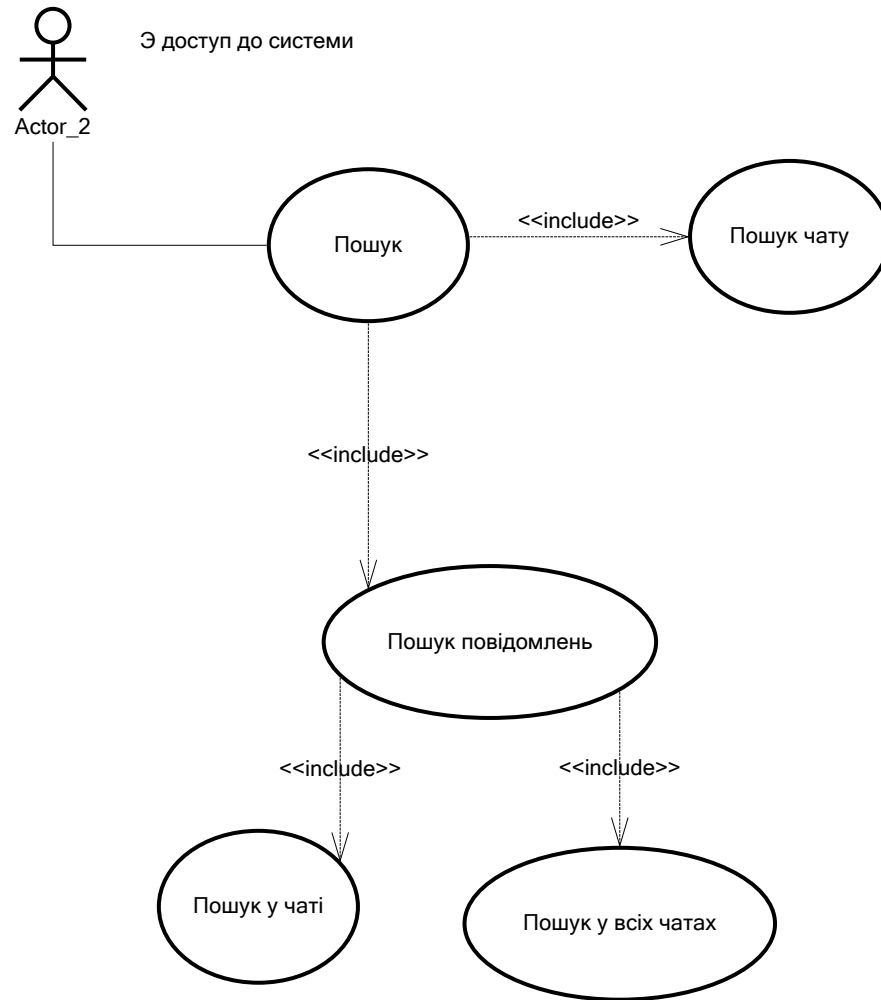 Э доступ до системи
Actor_2
Пошук
<<include>>
Пошук чату
<<include>>
Пошук повідомлень
<<include>>
<<include>>
Пошук у чаті
Пошук у всіх чатах